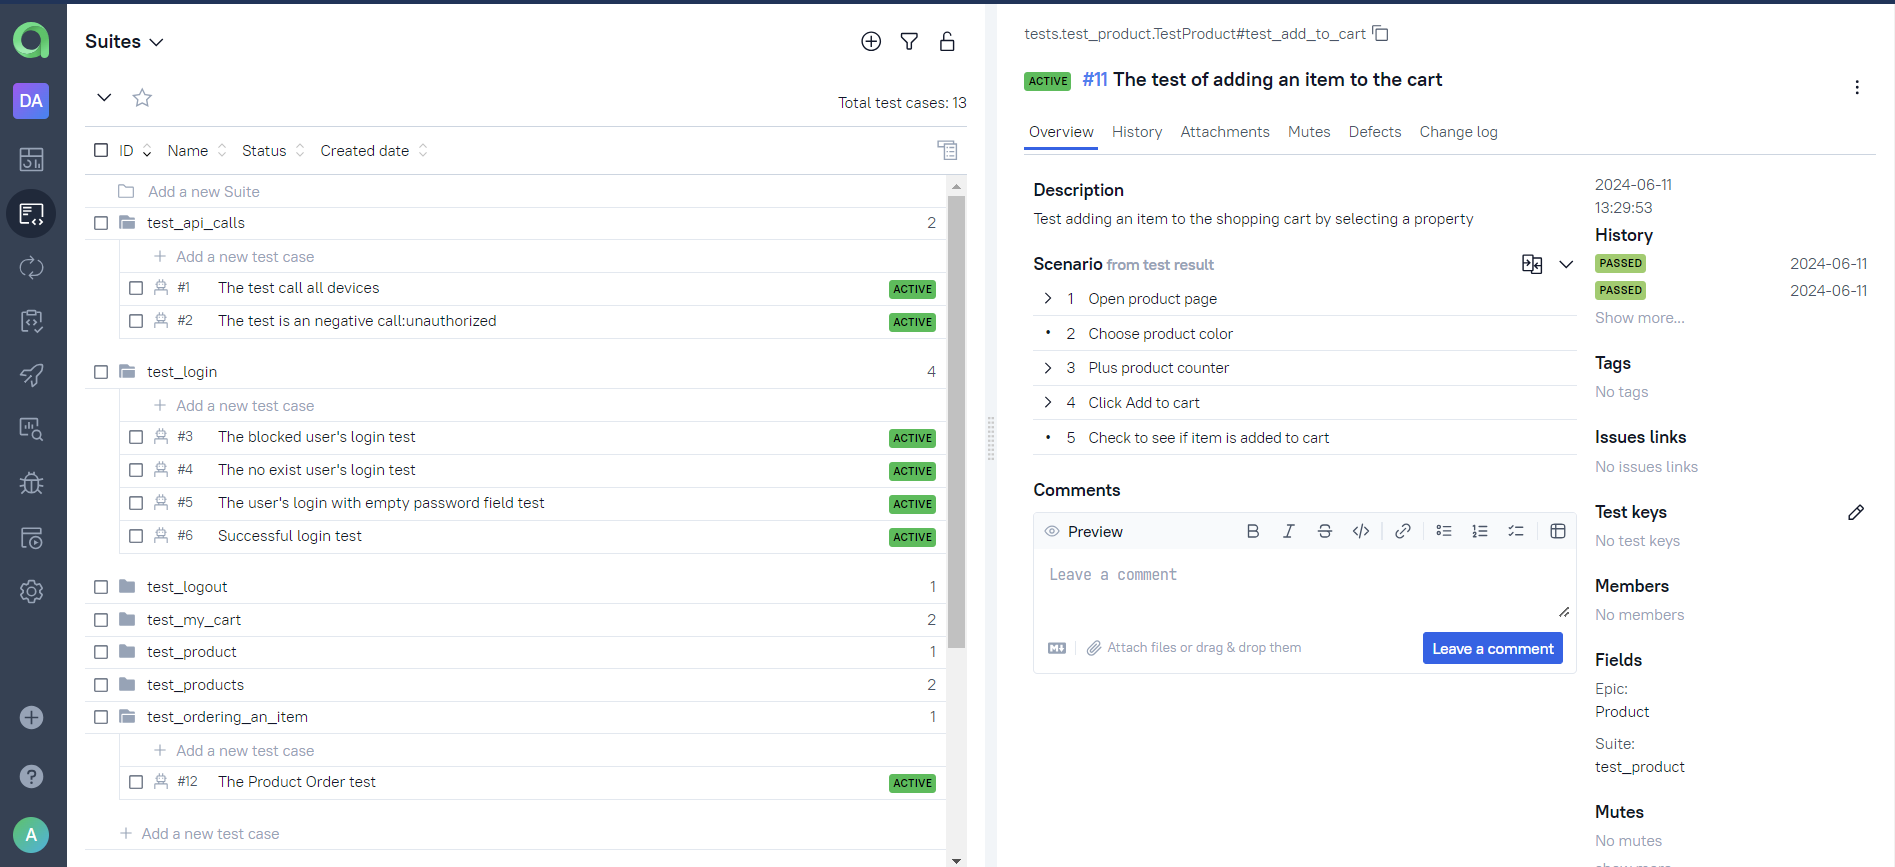 DA
A
Suites
Total test cases: 13
ID Name Status Created date
Add a new Suite
test_api_calls 2
Add a new test case
#1 The test call all devices ACTIVE
#2 The test is an negative call:unauthorized ACTIVE
test_login 4
Add a new test case
#3 The blocked user's login test ACTIVE
#4 The no exist user's login test ACTIVE
#5 The user's login with empty password field test ACTIVE
#6 Successful login test ACTIVE
test_logout 1
test_my_cart 2
test_product 1
test_products 2
test_ordering_an_item 1
Add a new test case
#12 The Product Order test ACTIVE
Add a new test case
tests.test_product.TestProduct#test_add_to_cart
ACTIVE #11 The test of adding an item to the cart
Overview History Attachments Mutes Defects Change log
Description
Test adding an item to the shopping cart by selecting a property
Scenario from test result
1 Open product page
2 Choose product color
3 Plus product counter
4 Click Add to cart
5 Check to see if item is added to cart
Comments
Preview
Leave a comment
Attach files or drag & drop them
Leave a comment
2024-06-11
13:29:53
History
PASSED 2024-06-11
PASSED 2024-06-11
Show more...
Tags
No tags
Issues links
No issues links
Test keys
No test keys
Members
No members
Fields
Epic:
Product
Suite:
test_product
Mutes
No mutes